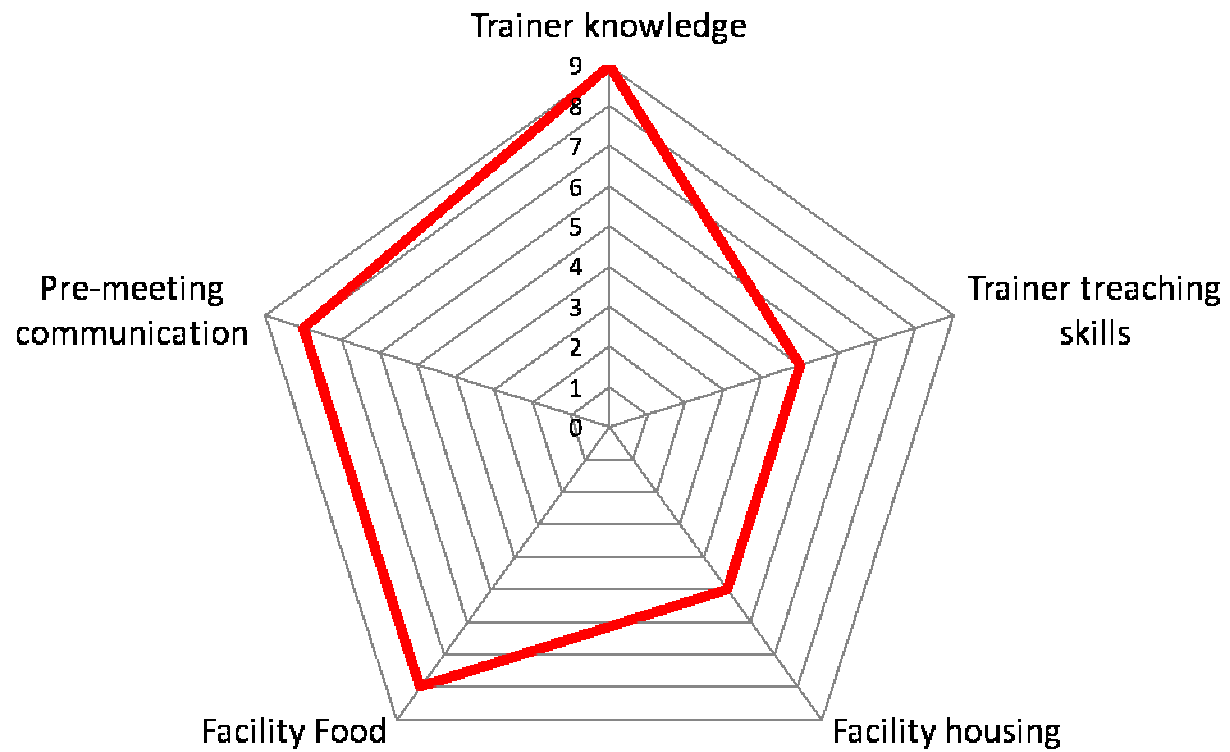 Trainer knowledge
9
8
7
6
5
4
3
2
1
0
Pre-meeting
communication
Trainer treaching
skills
Facility Food
Facility housing